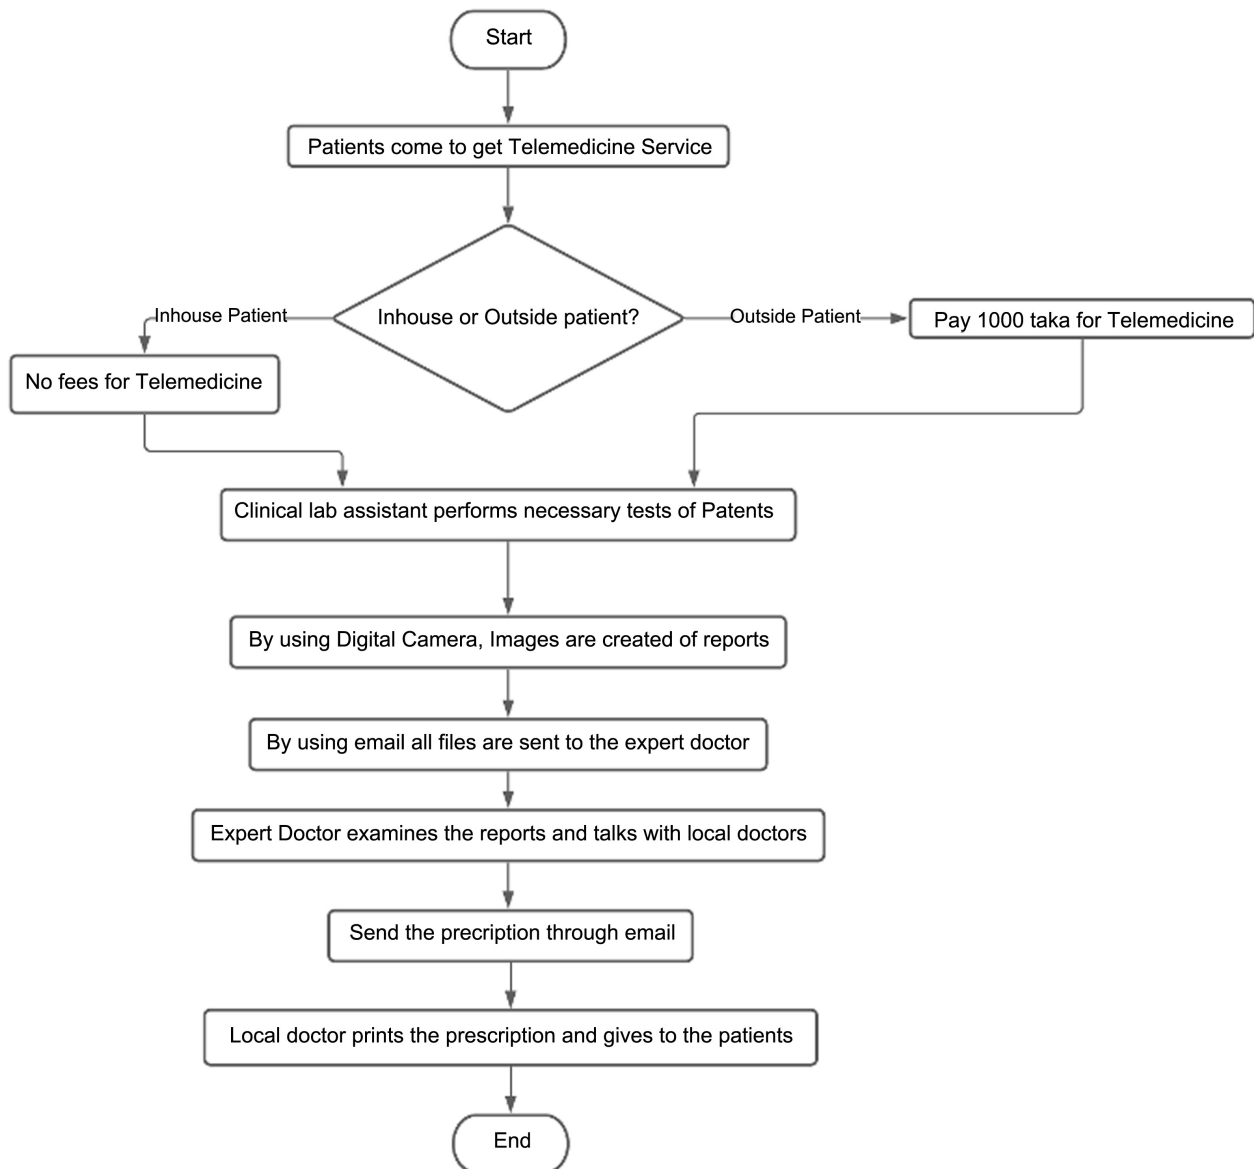 Start
Patients come to get Telemedicine Service
Inhouse or Outside patient?
Inhouse Patient
Outside Patient
Pay 1000 taka for Telemedicine
No fees for Telemedicine
Clinical lab assistant performs necessary tests of Patents
By using Digital Camera, Images are created of reports
By using email all files are sent to the expert doctor
Expert Doctor examines the reports and talks with local doctors
Send the precription through email
Local doctor prints the prescription and gives to the patients
End